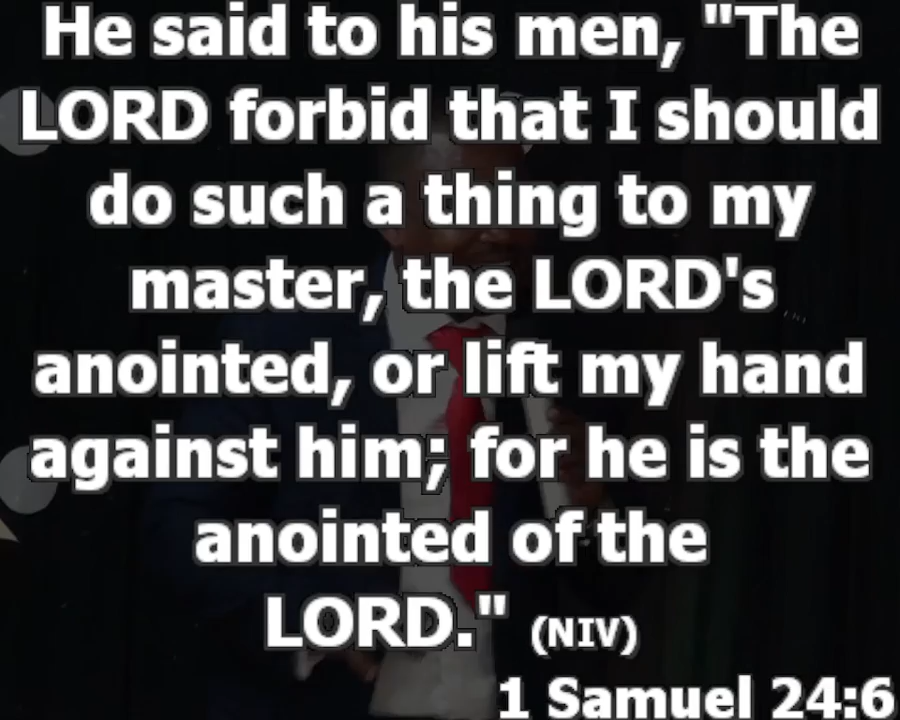 He said to his men, "The
LORD forbid that I should
do such a thing to my
master, the LORD's
anointed, or lift my hand
against him; for he is the
anointed of the
LORD." (NIV)
1 Samuel 24:6